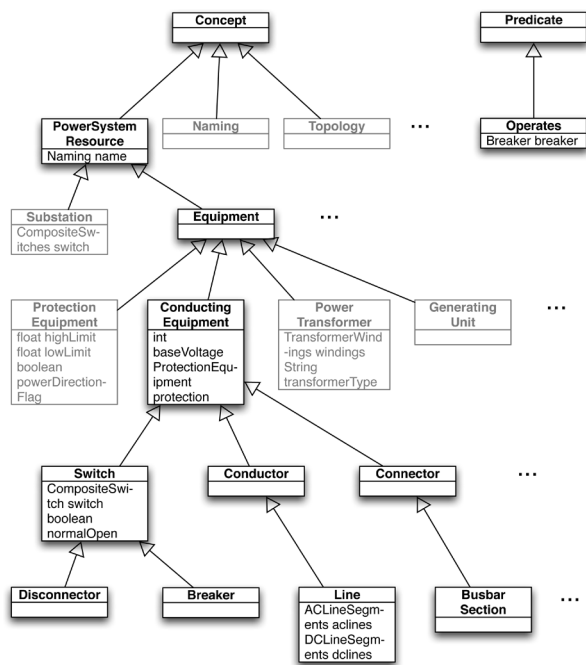 Concept
Predicate
PowerSystem
Resource
Naming name
Naming
Topology
...
Operates
Breaker breaker
Substation
CompositeSw-
itches switch
Equipment
...
Protection
Equipment
float highLimit
float lowLimit
boolean
powerDirection-
Flag
Conducting
Equipment
int
baseVoltage
ProtectionEqu-
ipment
protection
Power
Transformer
TransformerWind
-ings windings
String
transformerType
Generating
Unit
...
Switch
CompositeSwi-
tch switch
boolean
normalOpen
Conductor
Connector
...
Disconnector
Breaker
Line
ACLineSegm-
ents aclines
DCLineSegm-
ents dclines
Busbar
Section
...